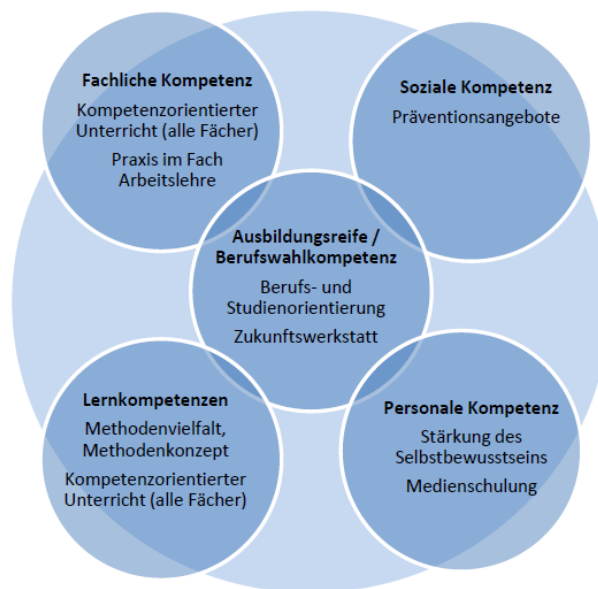 Fachliche Kompetenz
Kompetenzorientierter
Unterricht (alle Fächer)
Praxis im Fach
Arbeitslehre
Soziale Kompetenz
Präventionsangebote
Ausbildungsreife /
Berufswahlkompetenz
Berufs- und
Studienorientierung
Zukunftswerkstatt
Lernkompetenzen
Methodenvielfalt,
Methodenkonzept
Kompetenzorientierter
Unterricht (alle Fächer)
Personale Kompetenz
Stärkung des
Selbstbewusstseins
Medienschulung